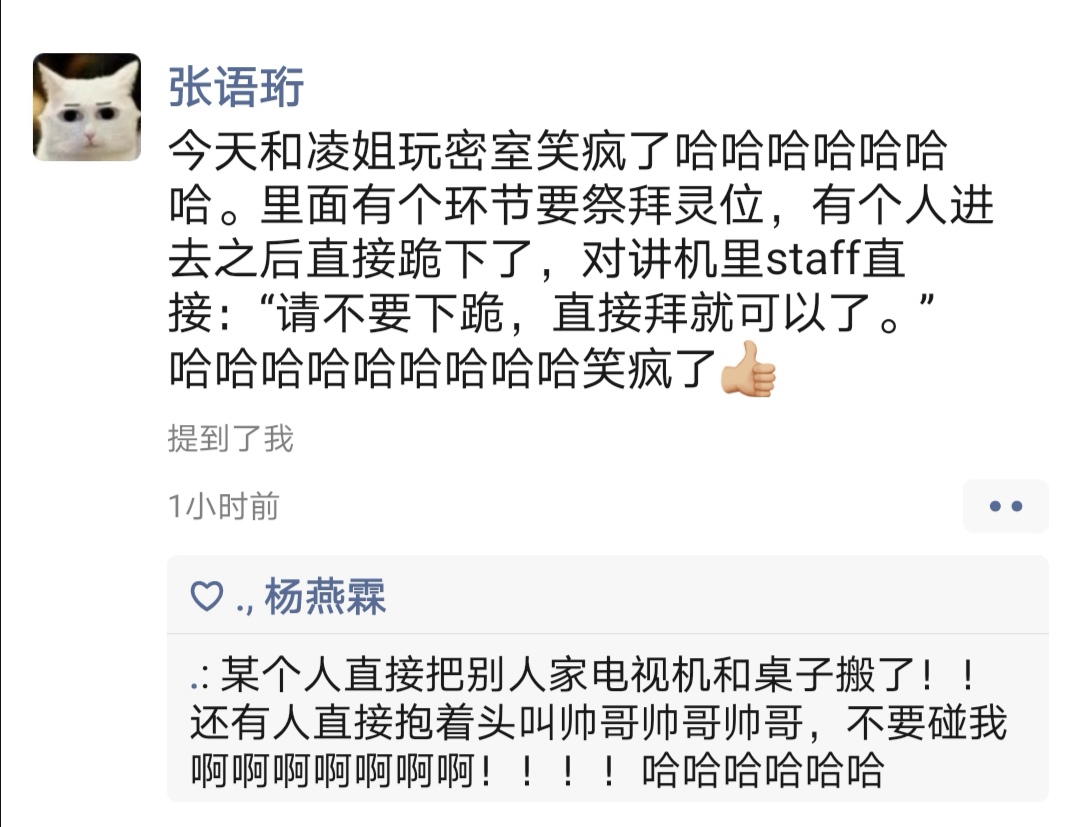 张语珩
今天和凌姐玩密室笑疯了哈哈哈哈哈哈
哈。里面有个环节要祭拜灵位，有个人进
去之后直接跪下了，对讲机里staff直
接：“请不要下跪，直接拜就可以了。”
哈哈哈哈哈哈哈哈哈笑疯了👍🏼
提到了我
1小时前
♡ ., 杨燕霖
.: 某个人直接把别人家电视机和桌子搬了！！
还有人直接抱着头叫帅哥帅哥帅哥，不要碰我
啊啊啊啊啊啊啊！！！！哈哈哈哈哈哈